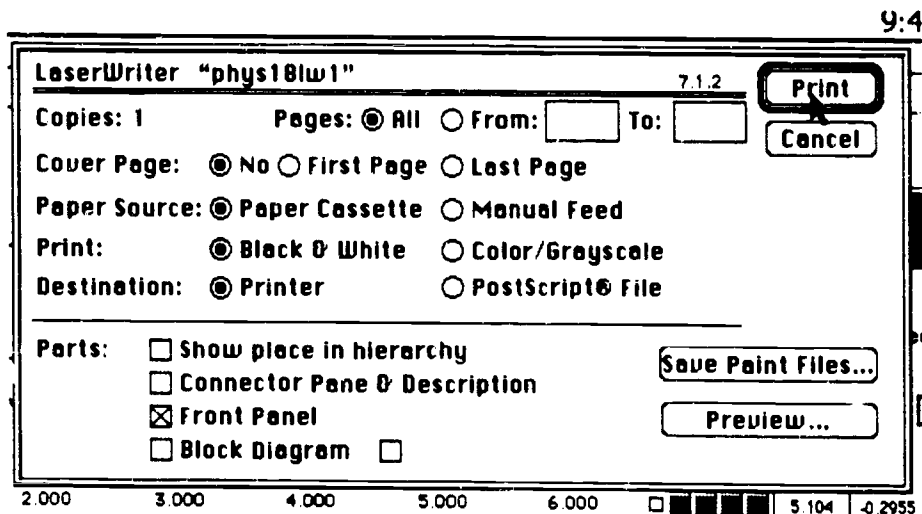 9:4
LaserWriter "phys18lw1" 7.1.2 Print
Copies: 1 Pages: All From: To:
Cancel
Cover Page: No First Page Last Page
Paper Source: Paper Cassette Manual Feed
Print: Black & White Color/Grayscale
Destination: Printer PostScript® File
Parts: Show place in hierarchy
Save Paint Files...
Connector Pane & Description
Front Panel
Preview...
Block Diagram
2.000 3.000 4.000 5.000 6.000 5.104 -0.2955